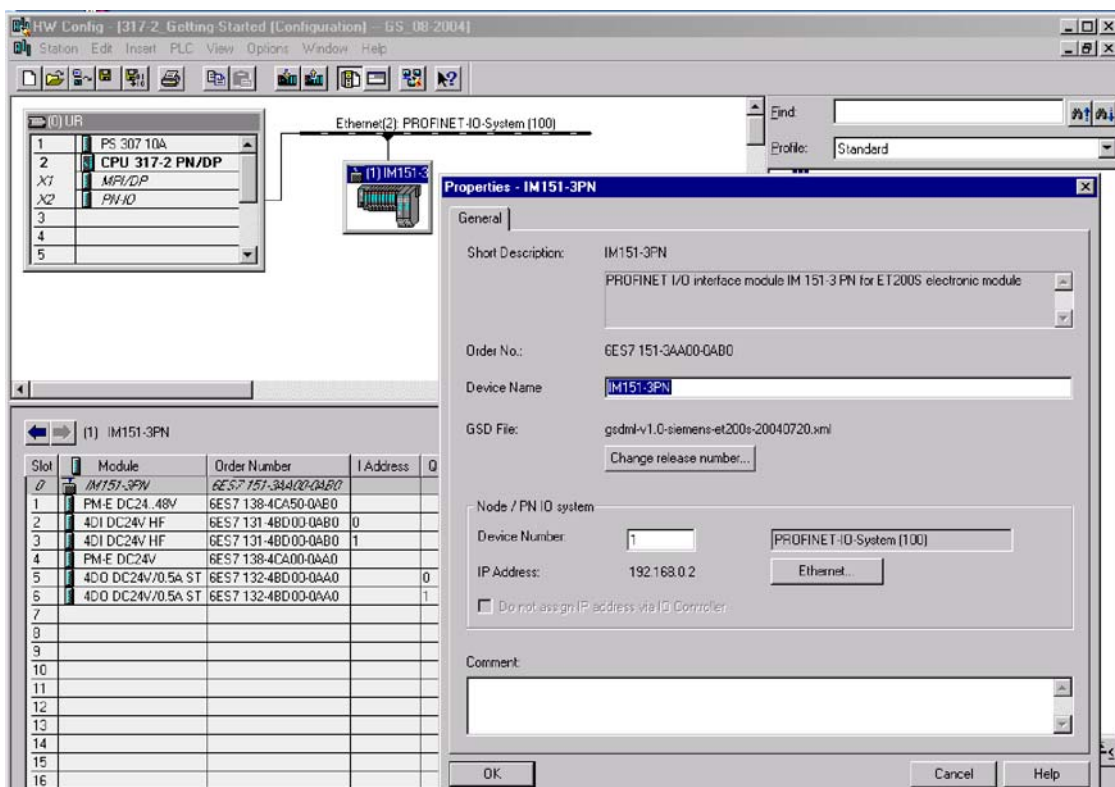 HW Config - [317-2_Getting-Started (Configuration) -- GS_08-2004]
Station Edit Insert PLC View Options Window Help
Find:
Profile: Standard
(0) UR
1 PS 307 10A
2 CPU 317-2 PN/DP
X1 MPI/DP
X2 PN-IO
3
4
5
Ethernet(2): PROFINET-IO-System (100)
(1) IM151-3
Properties - IM151-3PN
General
Short Description: IM151-3PN
PROFINET I/O interface module IM 151-3 PN for ET200S electronic module
Order No.: 6ES7 151-3AA00-0AB0
Device Name IM151-3PN
GSD File: gsdml-v1.0-siemens-et200s-20040720.xml
Change release number...
Node / PN IO system
Device Number: 1 PROFINET-IO-System (100)
IP Address: 192.168.0.2 Ethernet...
Do not assign IP address via IO Controller
Comment:
OK Cancel Help
(1) IM151-3PN
Slot Module Order Number I Address Q
0 IM151-3PN 6ES7 151-3AA00-0AB0
1 PM-E DC24..48V 6ES7 138-4CA50-0AB0
2 4DI DC24V HF 6ES7 131-4BD00-0AB0 0
3 4DI DC24V HF 6ES7 131-4BD00-0AB0 1
4 PM-E DC24V 6ES7 138-4CA00-0AA0
5 4DO DC24V/0.5A ST 6ES7 132-4BD00-0AA0 0
6 4DO DC24V/0.5A ST 6ES7 132-4BD00-0AA0 1
7
8
9
10
11
12
13
14
15
16